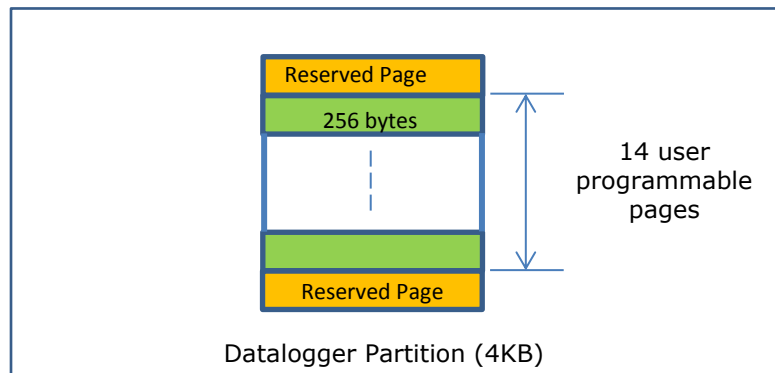 Reserved Page
256 bytes
14 user
programmable
pages
Reserved Page
Datalogger Partition (4KB)